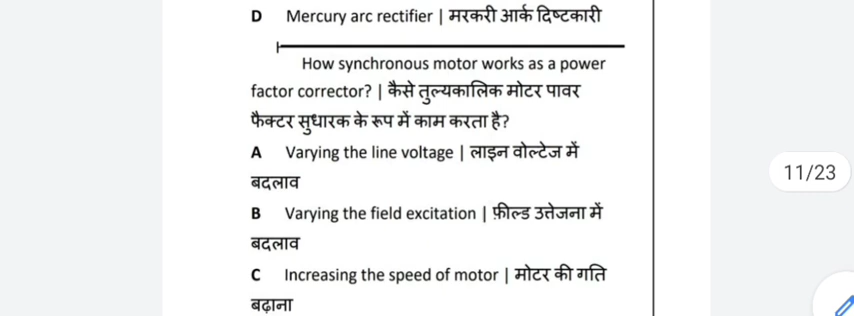 D Mercury arc rectifier | मरकरी आर्क दिष्टकारी
How synchronous motor works as a power
factor corrector? | कैसे तुल्यकालिक मोटर पावर
फैक्टर सुधारक के रूप में काम करता है?
A Varying the line voltage | लाइन वोल्टेज में
बदलाव
B Varying the field excitation | फ़ील्ड उत्तेजना में
बदलाव
C Increasing the speed of motor | मोटर की गति
बढ़ाना
11/23